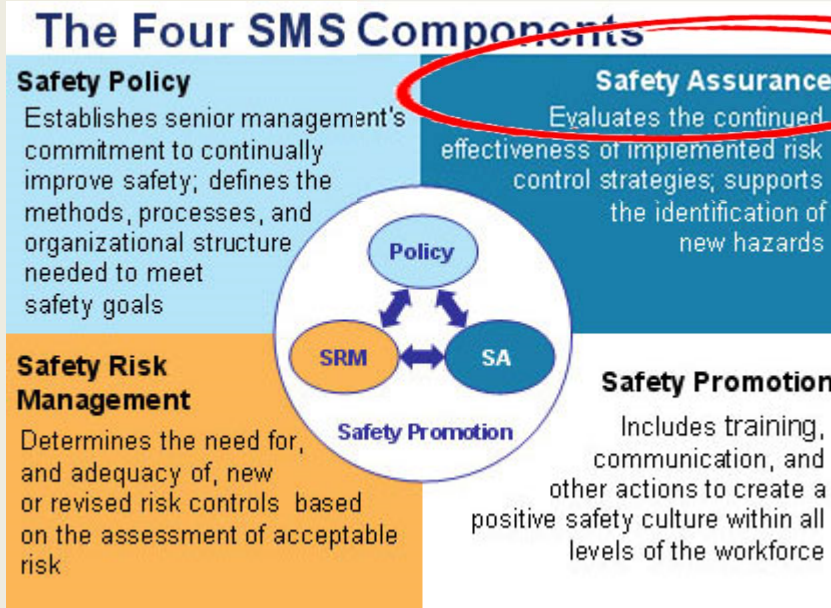 The Four SMS Components
Safety Policy
Establishes senior management's
commitment to continually
improve safety; defines the
methods, processes, and
organizational structure
needed to meet
safety goals
Safety Assurance
Evaluates the continued
effectiveness of implemented risk
control strategies; supports
the identification of
new hazards
Policy
SRM
SA
Safety Promotion
Safety Risk
Management
Determines the need for,
and adequacy of, new
or revised risk controls based
on the assessment of acceptable
risk
Safety Promotion
Includes training,
communication, and
other actions to create a
positive safety culture within all
levels of the workforce